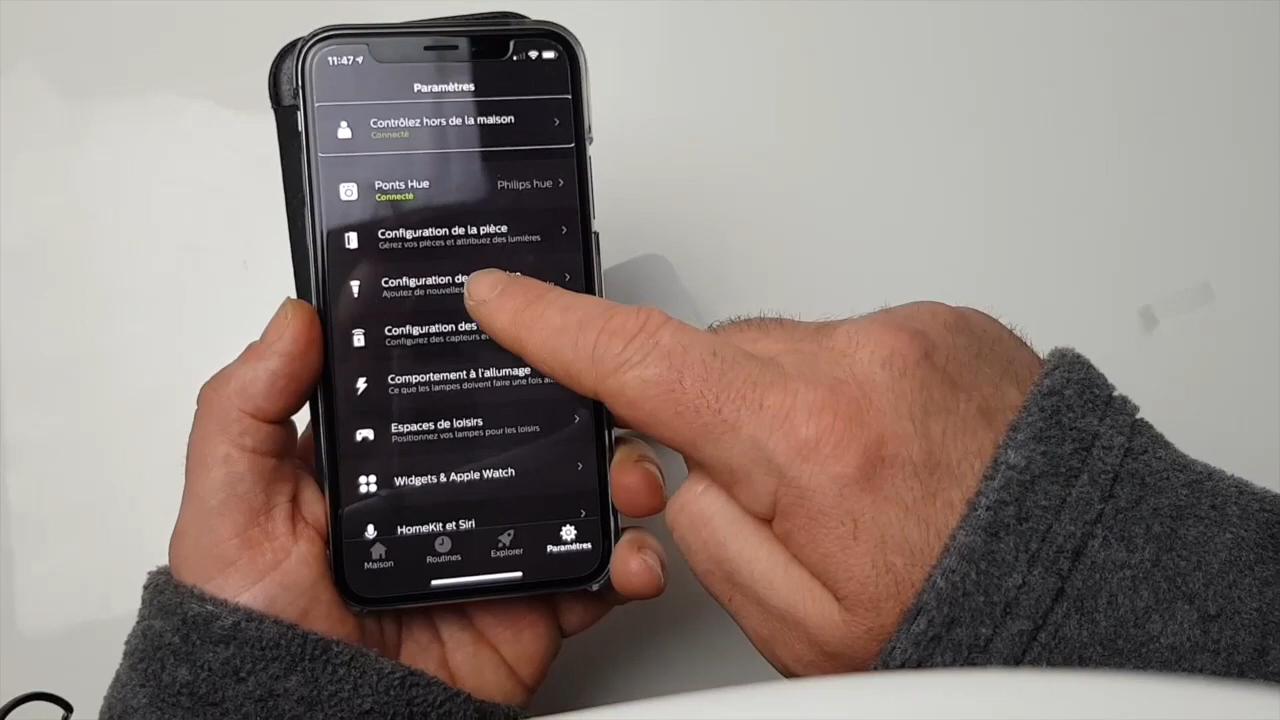 11:47
Paramètres
Contrôlez hors de la maison
Connecté
Ponts Hue
Philips hue
Connecté
Configuration de la pièce
Gérez vos pièces et attribuez des lumières
Configuration de
Ajoutez de nouvelles
Configuration des
Configurez des capteurs et
Comportement à l'allumage
Ce que les lampes doivent faire une fois
Espaces de loisirs
Positionnez vos lampes pour les loisirs
Widgets & Apple Watch
HomeKit et Siri
Maison
Routines
Explorer
Paramètres